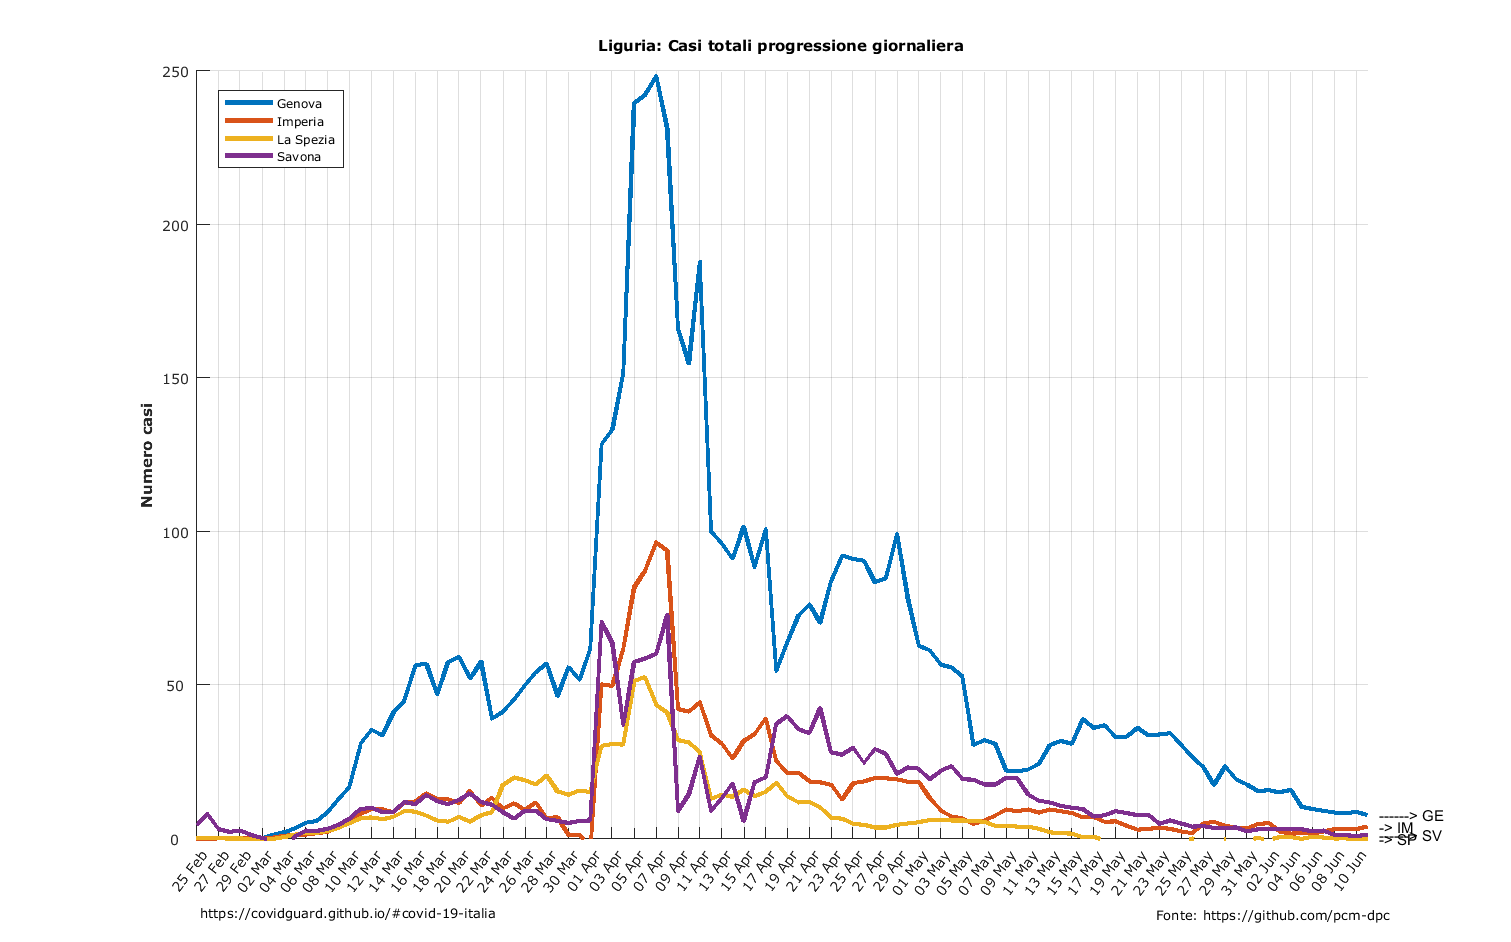 Liguria: Casi totali progressione giornaliera
Numero casi
250
200
150
100
50
0
Genova
Imperia
La Spezia
Savona
25 Feb
27 Feb
29 Feb
02 Mar
04 Mar
06 Mar
08 Mar
10 Mar
12 Mar
14 Mar
16 Mar
18 Mar
20 Mar
22 Mar
24 Mar
26 Mar
28 Mar
30 Mar
01 Apr
03 Apr
05 Apr
07 Apr
09 Apr
11 Apr
13 Apr
15 Apr
17 Apr
19 Apr
21 Apr
23 Apr
25 Apr
27 Apr
29 Apr
01 May
03 May
05 May
07 May
09 May
11 May
13 May
15 May
17 May
19 May
21 May
23 May
25 May
27 May
29 May
31 May
02 Jun
04 Jun
06 Jun
08 Jun
10 Jun
------> GE
-> IM
------> SV
-> SP
https://covidguard.github.io/#covid-19-italia
Fonte: https://github.com/pcm-dpc